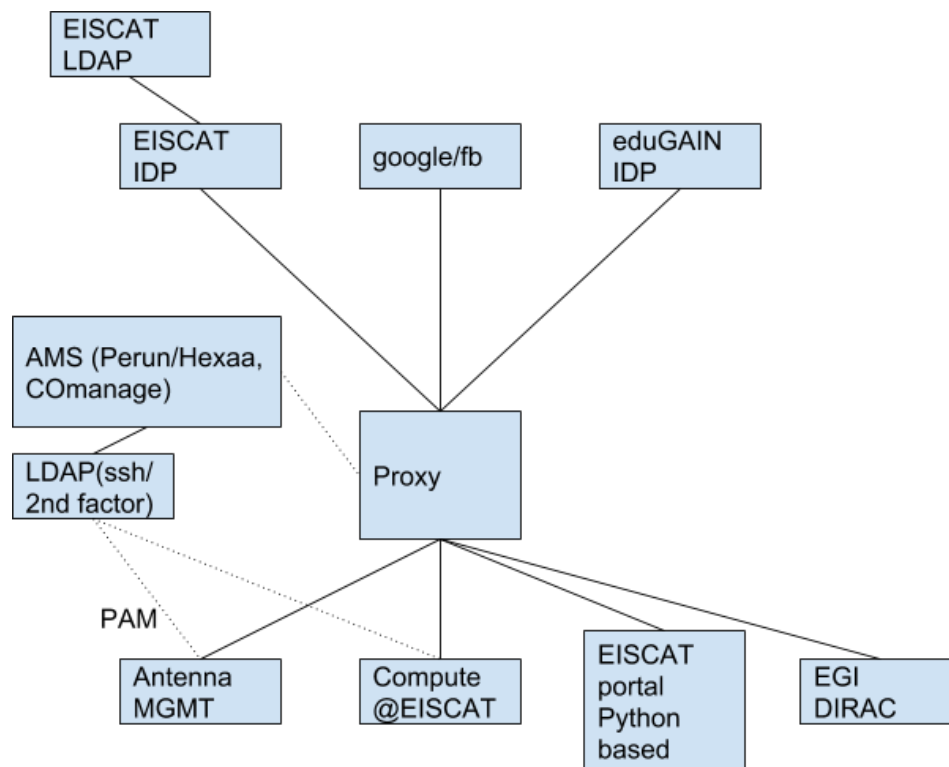 EISCAT
LDAP
EISCAT
IDP
google/fb
eduGAIN
IDP
AMS (Perun/Hexaa,
COmanage)
Proxy
LDAP(ssh/
2nd factor)
PAM
Antenna
MGMT
Compute
@EISCAT
EISCAT
portal
Python
based
EGI
DIRAC